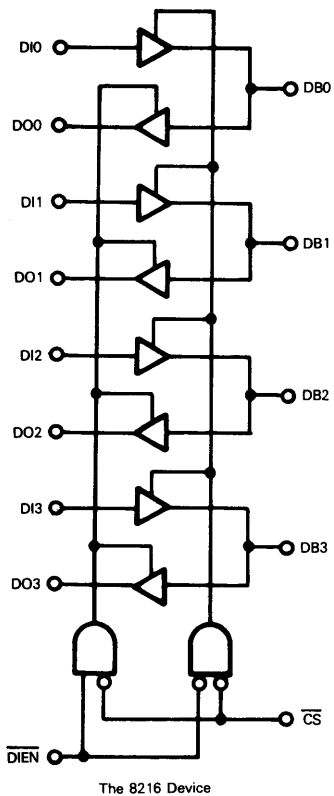 DI0
DB0
DO0
DI1
DB1
DO1
DI2
DB2
DO2
DI3
DB3
DO3
CS
DIEN
The 8216 Device